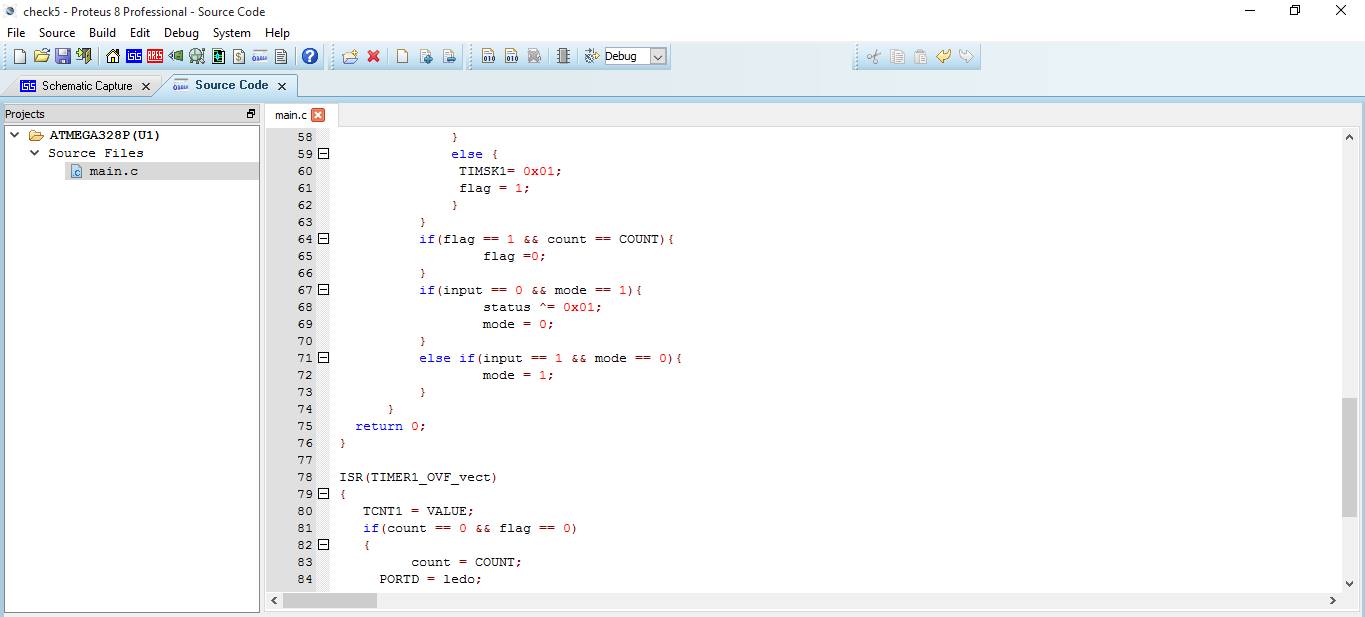 check5 - Proteus 8 Professional - Source Code
File Source Build Edit Debug System Help
Debug
Schematic Capture Source Code
Projects
main.c
ATMEGA328P(U1)
Source Files
main.c
58 }
59 else {
60 TIMSK1= 0x01;
61 flag = 1;
62 }
63 }
64 if(flag == 1 && count == COUNT){
65 flag =0;
66 }
67 if(input == 0 && mode == 1){
68 status ^= 0x01;
69 mode = 0;
70 }
71 else if(input == 1 && mode == 0){
72 mode = 1;
73 }
74 }
75 return 0;
76 }
77
78 ISR(TIMER1_OVF_vect)
79 {
80 TCNT1 = VALUE;
81 if(count == 0 && flag == 0)
82 {
83 count = COUNT;
84 PORTD = ledo;